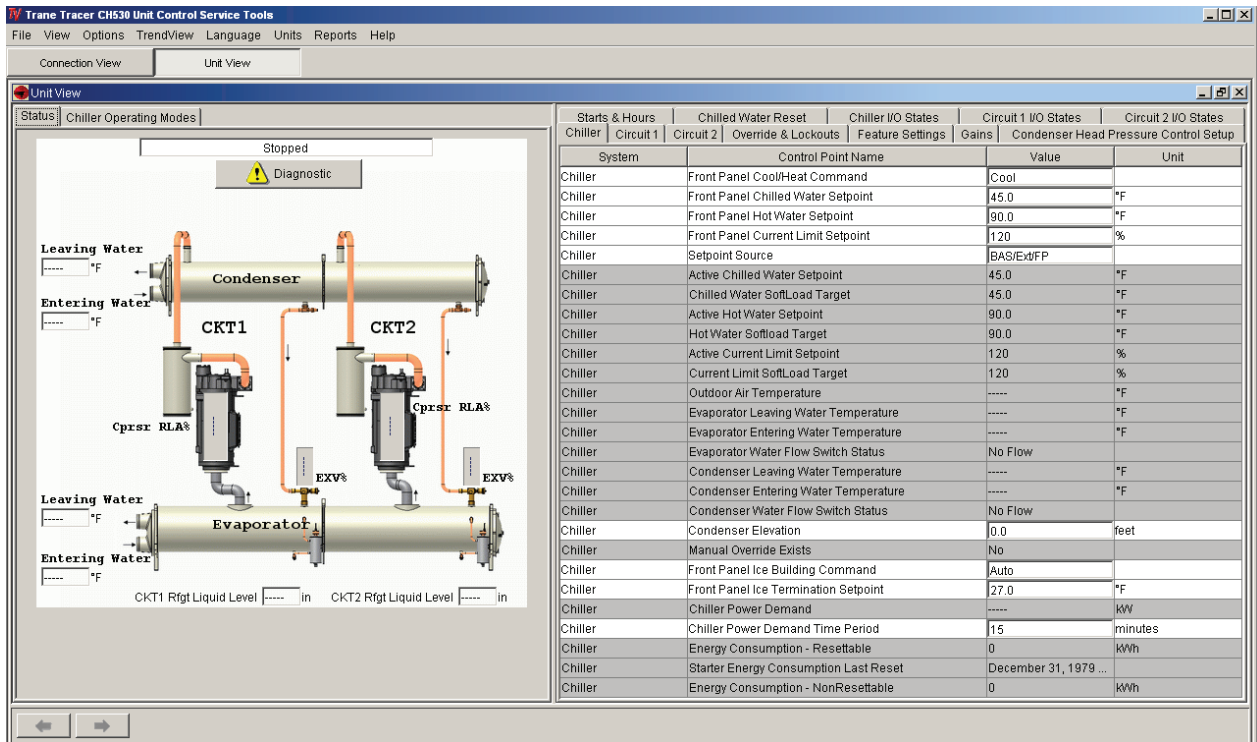 Trane Tracer CH530 Unit Control Service Tools
File View Options TrendView Language Units Reports Help
Connection View Unit View
Unit View
Status Chiller Operating Modes
Stopped
Diagnostic
Leaving Water
----- °F
Condenser
Entering Water
----- °F
CKT1 CKT2
Cprsr RLA%
Cprsr RLA%
EXV% EXV%
Leaving Water
----- °F
Evaporator
Entering Water
----- °F
CKT1 Rfgt Liquid Level ----- in CKT2 Rfgt Liquid Level ----- in
Starts & Hours Chilled Water Reset Chiller I/O States Circuit 1 I/O States Circuit 2 I/O States
Chiller Circuit 1 Circuit 2 Override & Lockouts Feature Settings Gains Condenser Head Pressure Control Setup
System Control Point Name Value Unit
Chiller Front Panel Cool/Heat Command Cool
Chiller Front Panel Chilled Water Setpoint 45.0 °F
Chiller Front Panel Hot Water Setpoint 90.0 °F
Chiller Front Panel Current Limit Setpoint 120 %
Chiller Setpoint Source BAS/Ext/FP
Chiller Active Chilled Water Setpoint 45.0 °F
Chiller Chilled Water SoftLoad Target 45.0 °F
Chiller Active Hot Water Setpoint 90.0 °F
Chiller Hot Water Softload Target 90.0 °F
Chiller Active Current Limit Setpoint 120 %
Chiller Current Limit SoftLoad Target 120 %
Chiller Outdoor Air Temperature ----- °F
Chiller Evaporator Leaving Water Temperature ----- °F
Chiller Evaporator Entering Water Temperature ----- °F
Chiller Evaporator Water Flow Switch Status No Flow
Chiller Condenser Leaving Water Temperature ----- °F
Chiller Condenser Entering Water Temperature ----- °F
Chiller Condenser Water Flow Switch Status No Flow
Chiller Condenser Elevation 0.0 feet
Chiller Manual Override Exists No
Chiller Front Panel Ice Building Command Auto
Chiller Front Panel Ice Termination Setpoint 27.0 °F
Chiller Chiller Power Demand ----- kW
Chiller Chiller Power Demand Time Period 15 minutes
Chiller Energy Consumption - Resettable 0 kWh
Chiller Starter Energy Consumption Last Reset December 31, 1979 ...
Chiller Energy Consumption - NonResettable 0 kWh